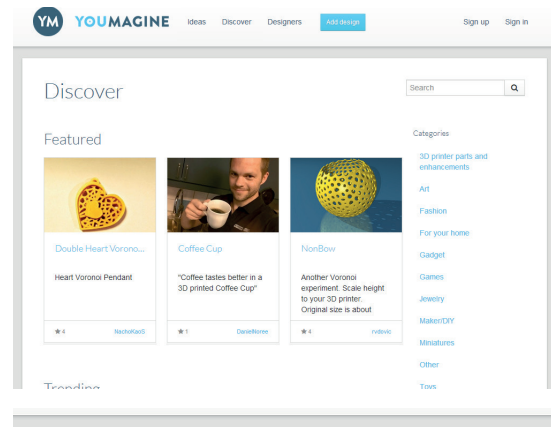 YM YOUMAGINE Ideas Discover Designers Add design Sign up Sign in
Discover
Search
Featured
Categories
3D printer parts and
enhancements
Art
Fashion
For your home
Gadget
Games
Jewelry
Maker/DIY
Miniatures
Other
Toys
Double Heart Vorono...
Heart Voronoi Pendant
★ 4 NachoKaoS
Coffee Cup
"Coffee tastes better in a
3D printed Coffee Cup"
★ 1
NonBow
Another Voronoi
experiment. Scale height
to your 3D printer.
Original size is about
★ 4
Trending